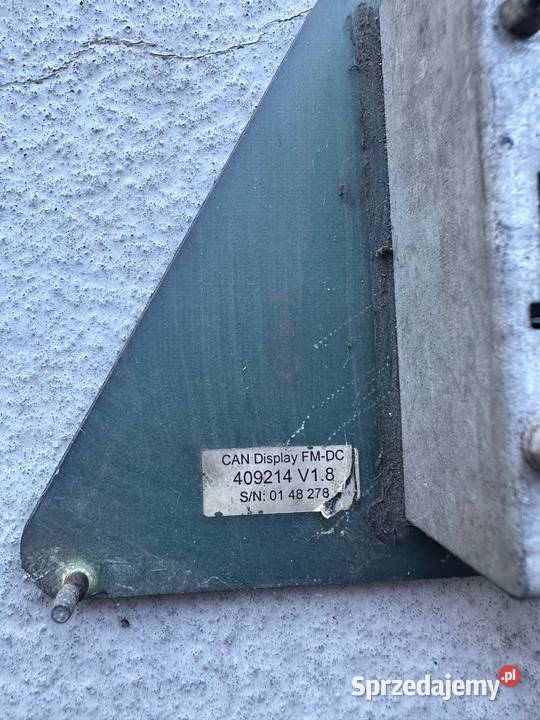 CAN Display FM-DC
409214 V1.8
S/N: 01 48 278
Sprzedajemy.pl